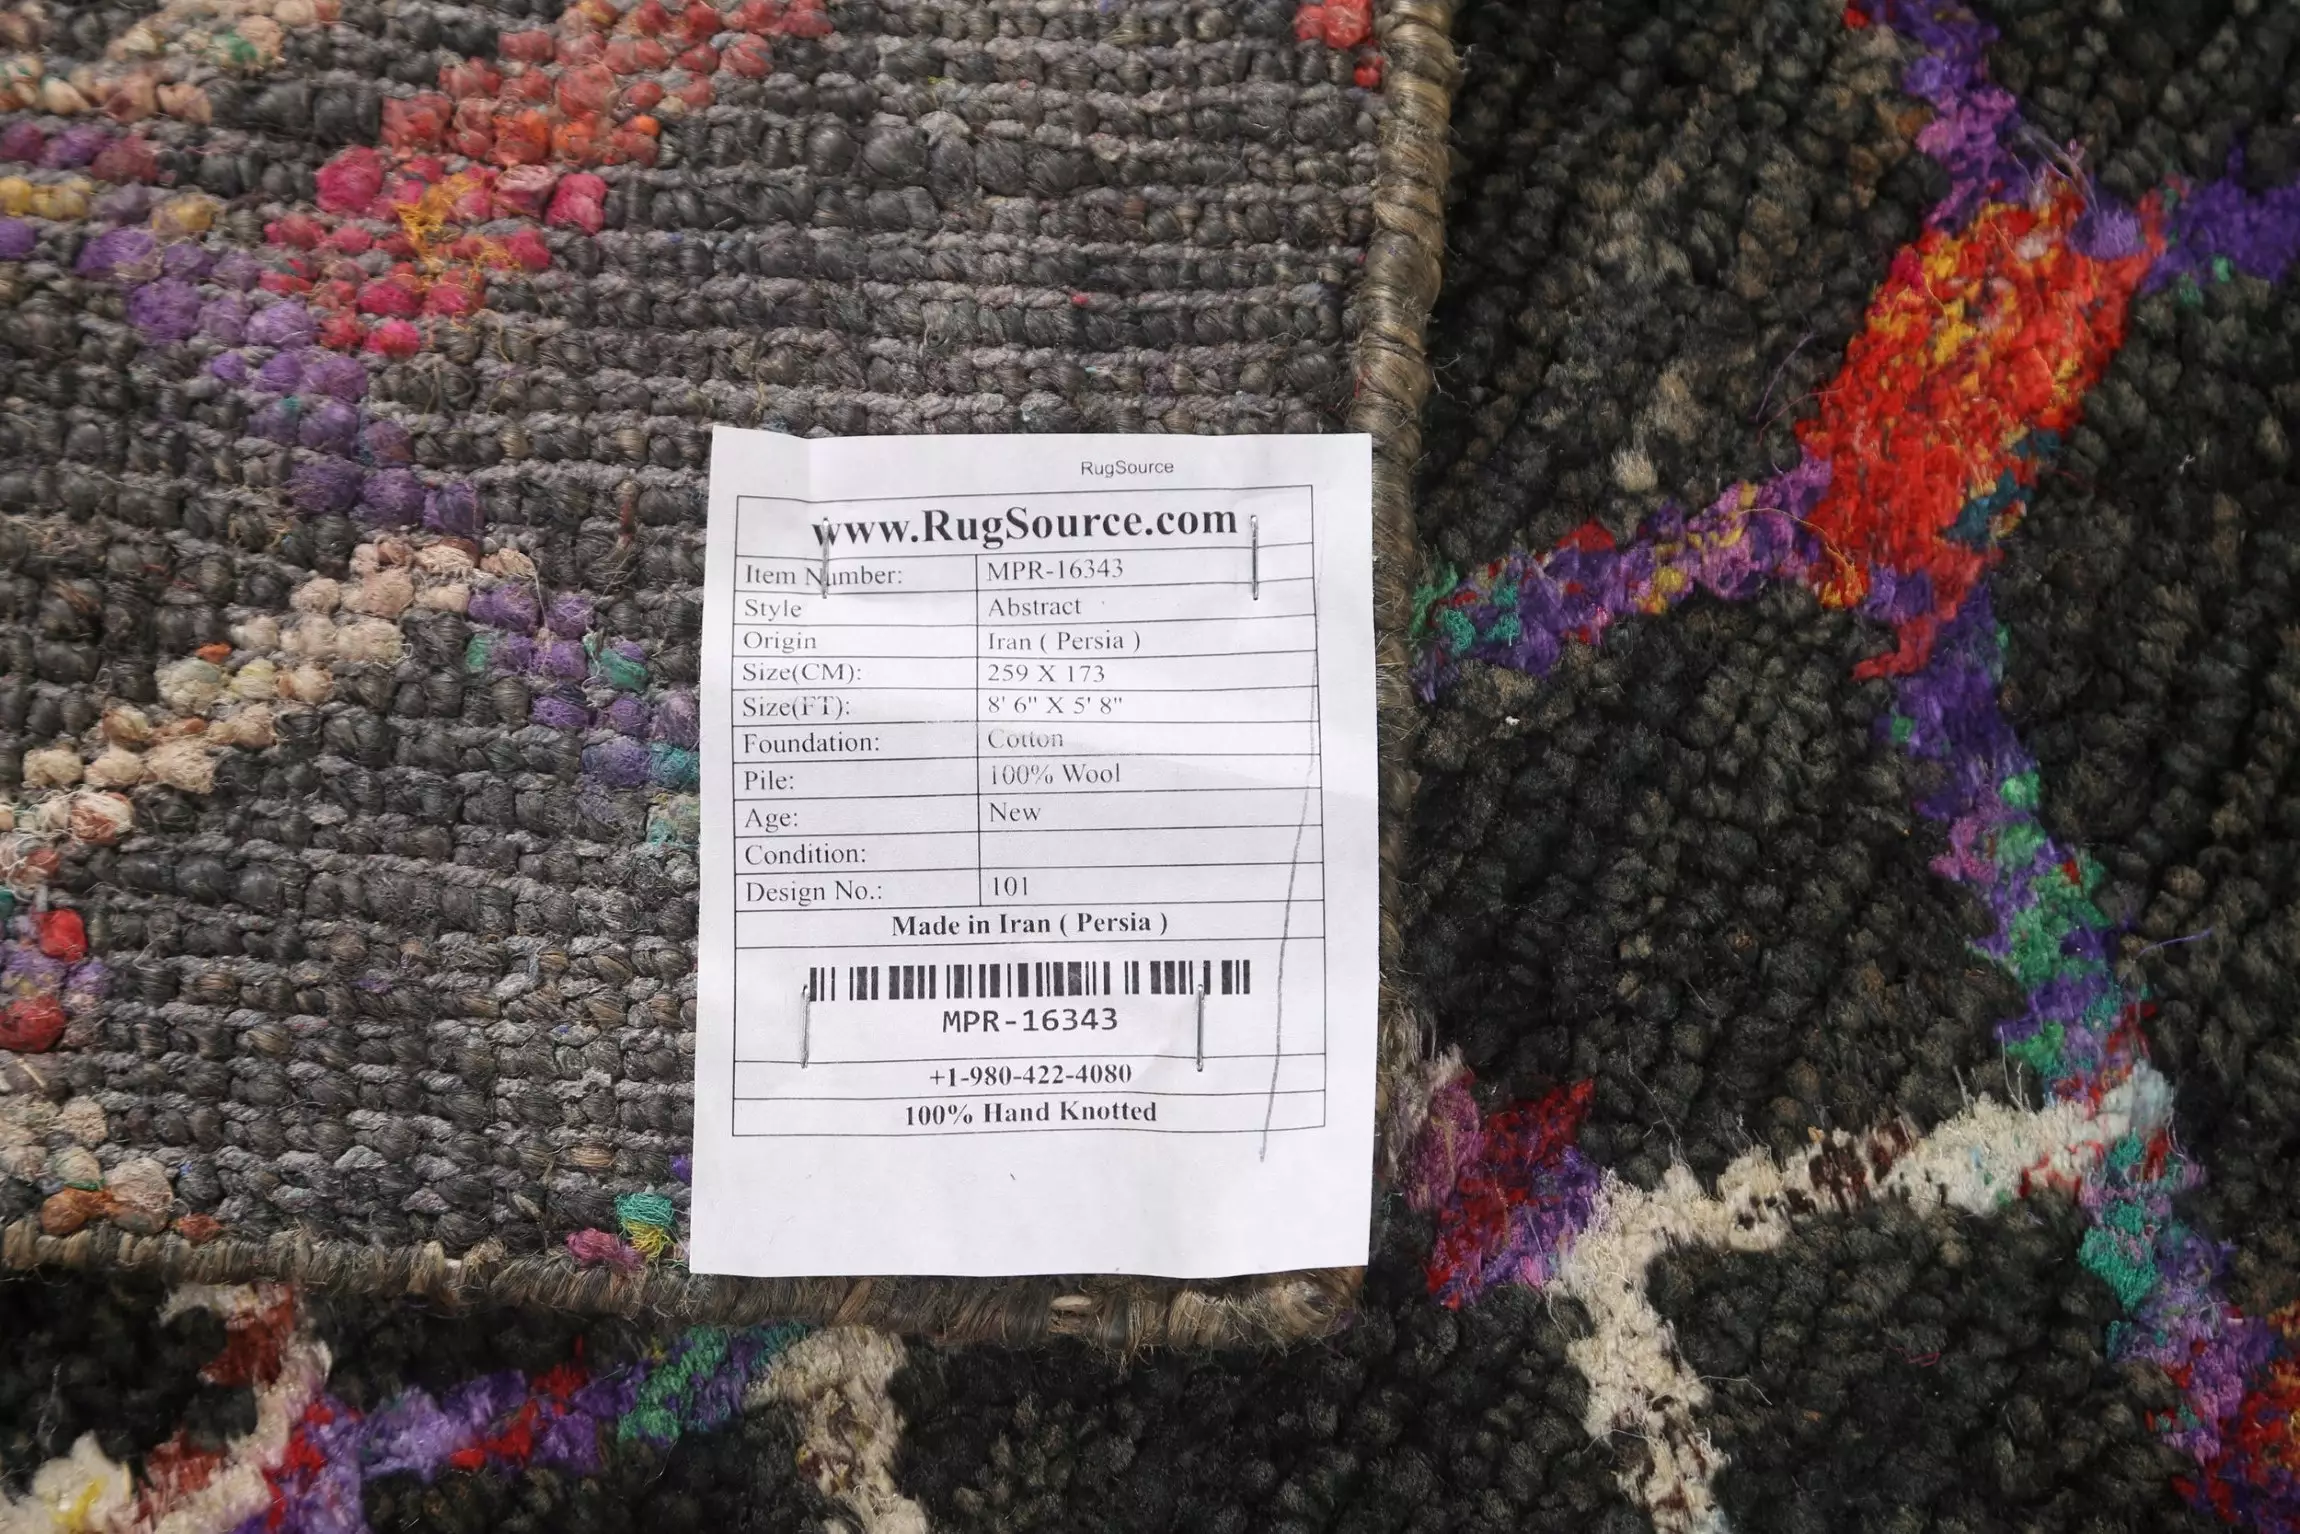 RugSource
www.RugSource.com
Item Number: MPR-16343
Style Abstract
Origin Iran ( Persia )
Size(CM): 259 X 173
Size(FT): 8' 6" X 5' 8"
Foundation: Cotton
Pile: 100% Wool
Age: New
Condition:
Design No.: 101
Made in Iran ( Persia )
MPR-16343
+1-980-422-4080
100% Hand Knotted